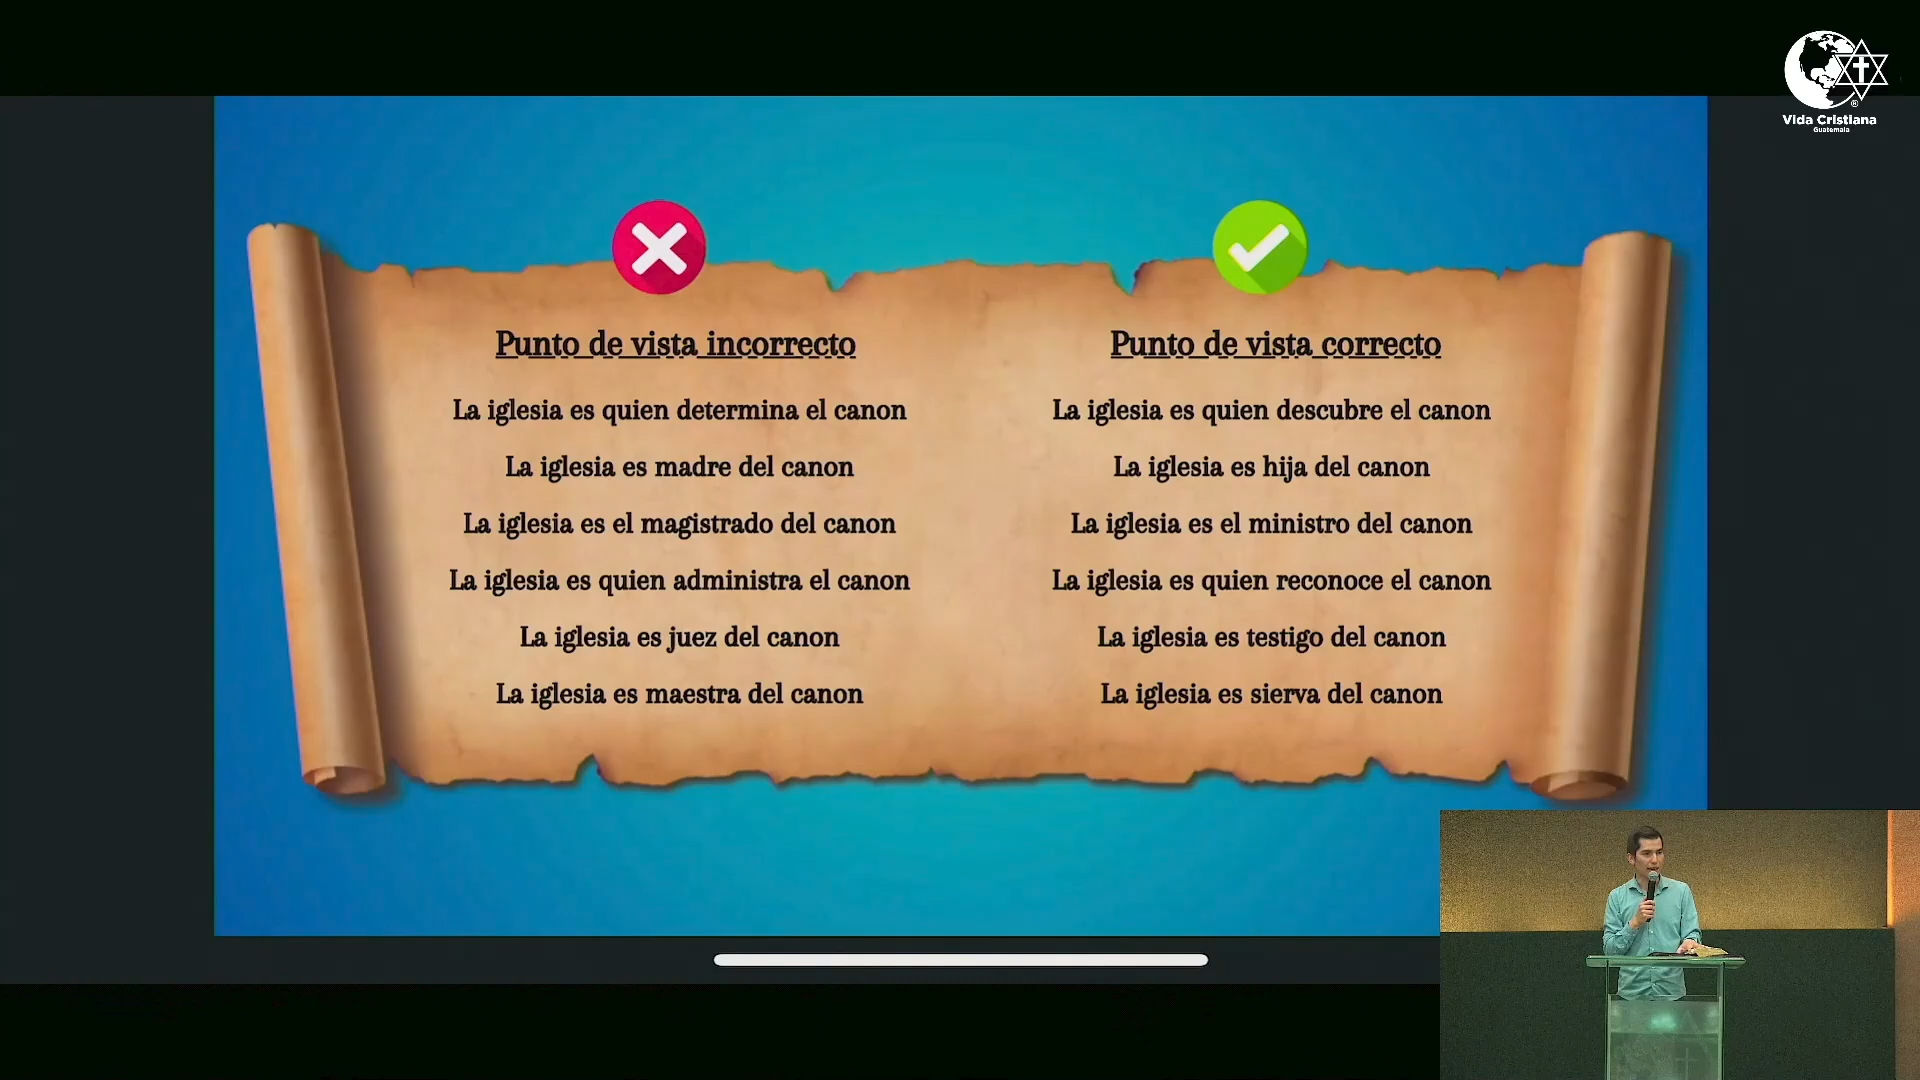 Vida Cristiana
Guatemala
Punto de vista incorrecto
La iglesia es quien determina el canon
La iglesia es madre del canon
La iglesia es el magistrado del canon
La iglesia es quien administra el canon
La iglesia es juez del canon
La iglesia es maestra del canon
Punto de vista correcto
La iglesia es quien descubre el canon
La iglesia es hija del canon
La iglesia es el ministro del canon
La iglesia es quien reconoce el canon
La iglesia es testigo del canon
La iglesia es sierva del canon